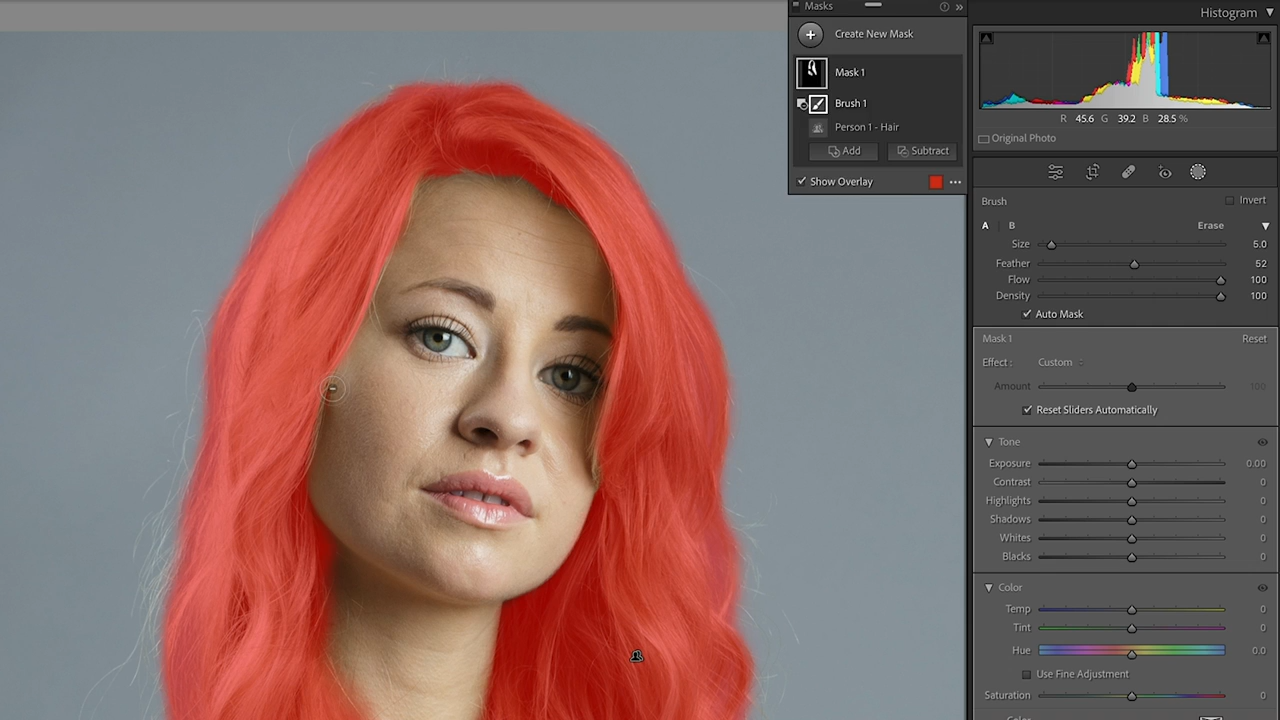 Masks
Create New Mask
Mask 1
Brush 1
Person 1 - Hair
Add Subtract
Show Overlay
Histogram
R 45.6 G 39.2 B 28.5 %
Original Photo
Brush Invert
A B Erase
Size 5.0
Feather 52
Flow 100
Density 100
Auto Mask
Mask 1 Reset
Effect : Custom
Amount 100
Reset Sliders Automatically
Tone
Exposure 0.00
Contrast 0
Highlights 0
Shadows 0
Whites 0
Blacks 0
Color
Temp 0
Tint 0
Hue 0.0
Use Fine Adjustment
Saturation 0
Color